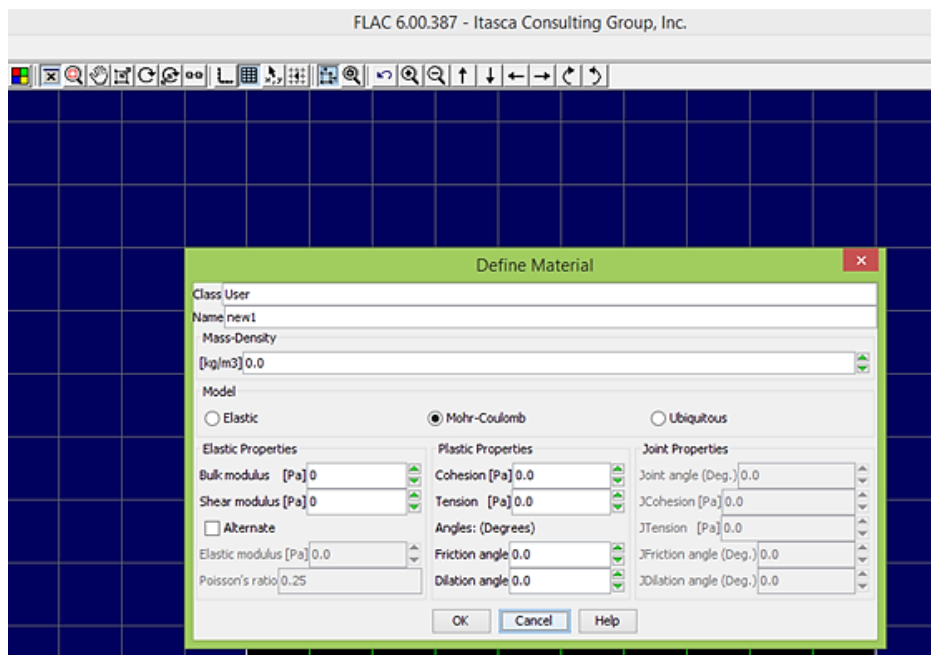 FLAC 6.00.387 - Itasca Consulting Group, Inc.
Define Material
Class User
Name new1
Mass-Density
[kg/m3] 0.0
Model
Elastic Mohr-Coulomb Ubiquitous
Elastic Properties Plastic Properties Joint Properties
Bulk modulus [Pa] 0 Cohesion [Pa] 0.0 Joint angle (Deg.) 0.0
Shear modulus [Pa] 0 Tension [Pa] 0.0 JCohesion [Pa] 0.0
Alternate Angles: (Degrees) JTension [Pa] 0.0
Elastic modulus [Pa] 0.0 Friction angle 0.0 JFriction angle (Deg.) 0.0
Poisson's ratio 0.25 Dilation angle 0.0 JDilation angle (Deg.) 0.0
OK Cancel Help